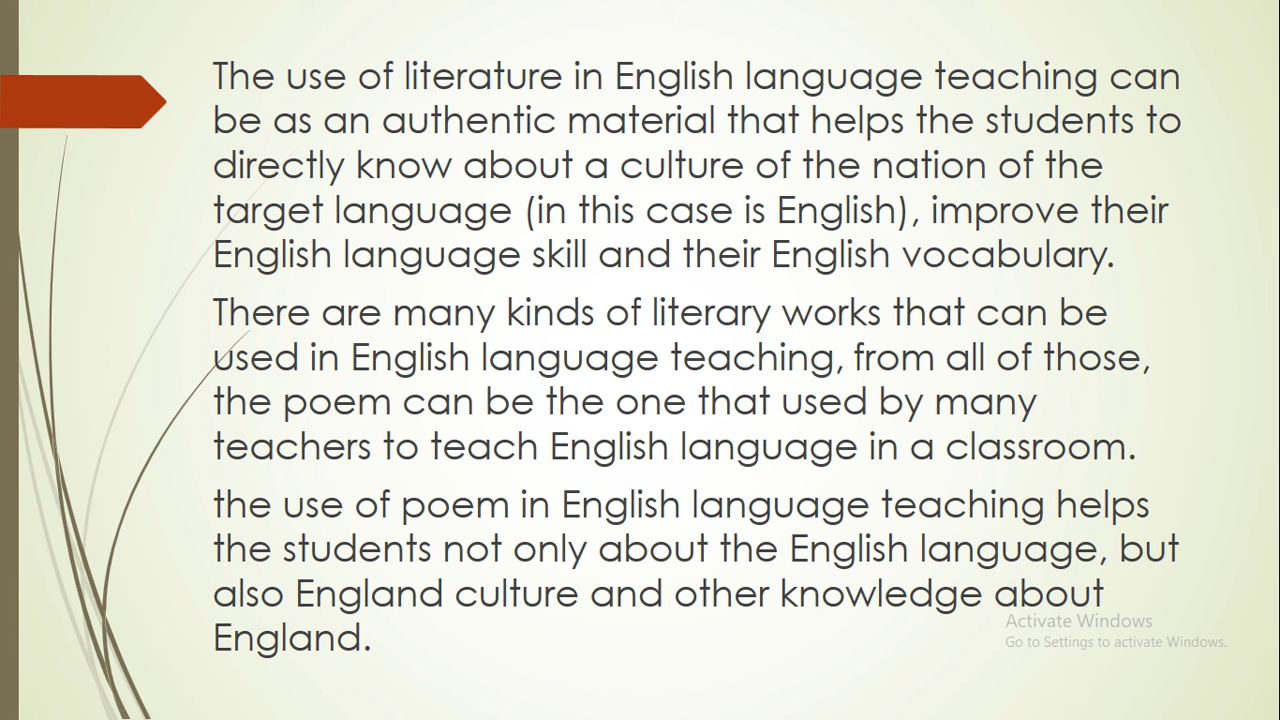 The use of literature in English language teaching can
be as an authentic material that helps the students to
directly know about a culture of the nation of the
target language (in this case is English), improve their
English language skill and their English vocabulary.
There are many kinds of literary works that can be
used in English language teaching, from all of those,
the poem can be the one that used by many
teachers to teach English language in a classroom.
the use of poem in English language teaching helps
the students not only about the English language, but
also England culture and other knowledge about
England.
Activate Windows
Go to Settings to activate Windows.